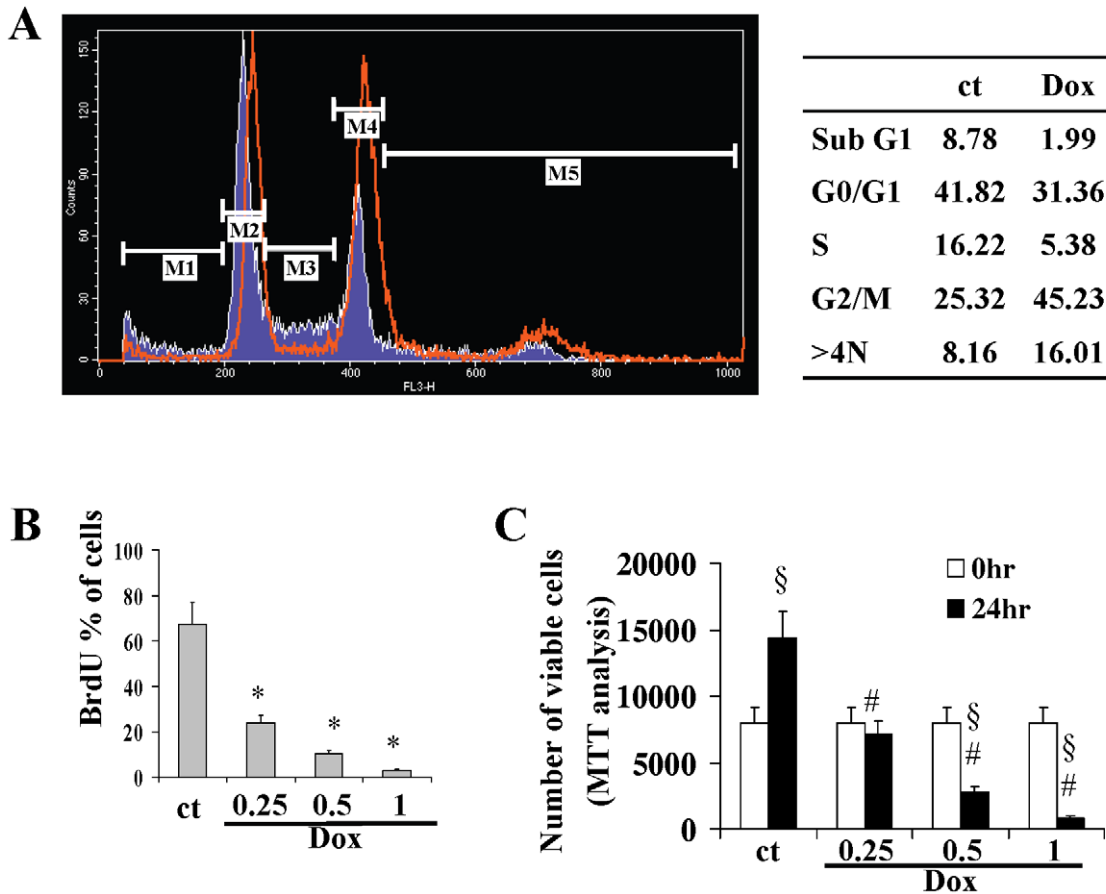 A
150
120
90
60
30
0
Counts
M1
M2
M3
M4
M5
0 200 400 600 800 1000
FL3-H
ct Dox
Sub G1 8.78 1.99
G0/G1 41.82 31.36
S 16.22 5.38
G2/M 25.32 45.23
>4N 8.16 16.01
B
BrdU % of cells
100
80
60
40
20
0
* * *
ct 0.25 0.5 1
Dox
C
Number of viable cells
(MTT analysis)
20000
15000
10000
5000
0
0hr
24hr
§
#
§
#
§
#
ct 0.25 0.5 1
Dox